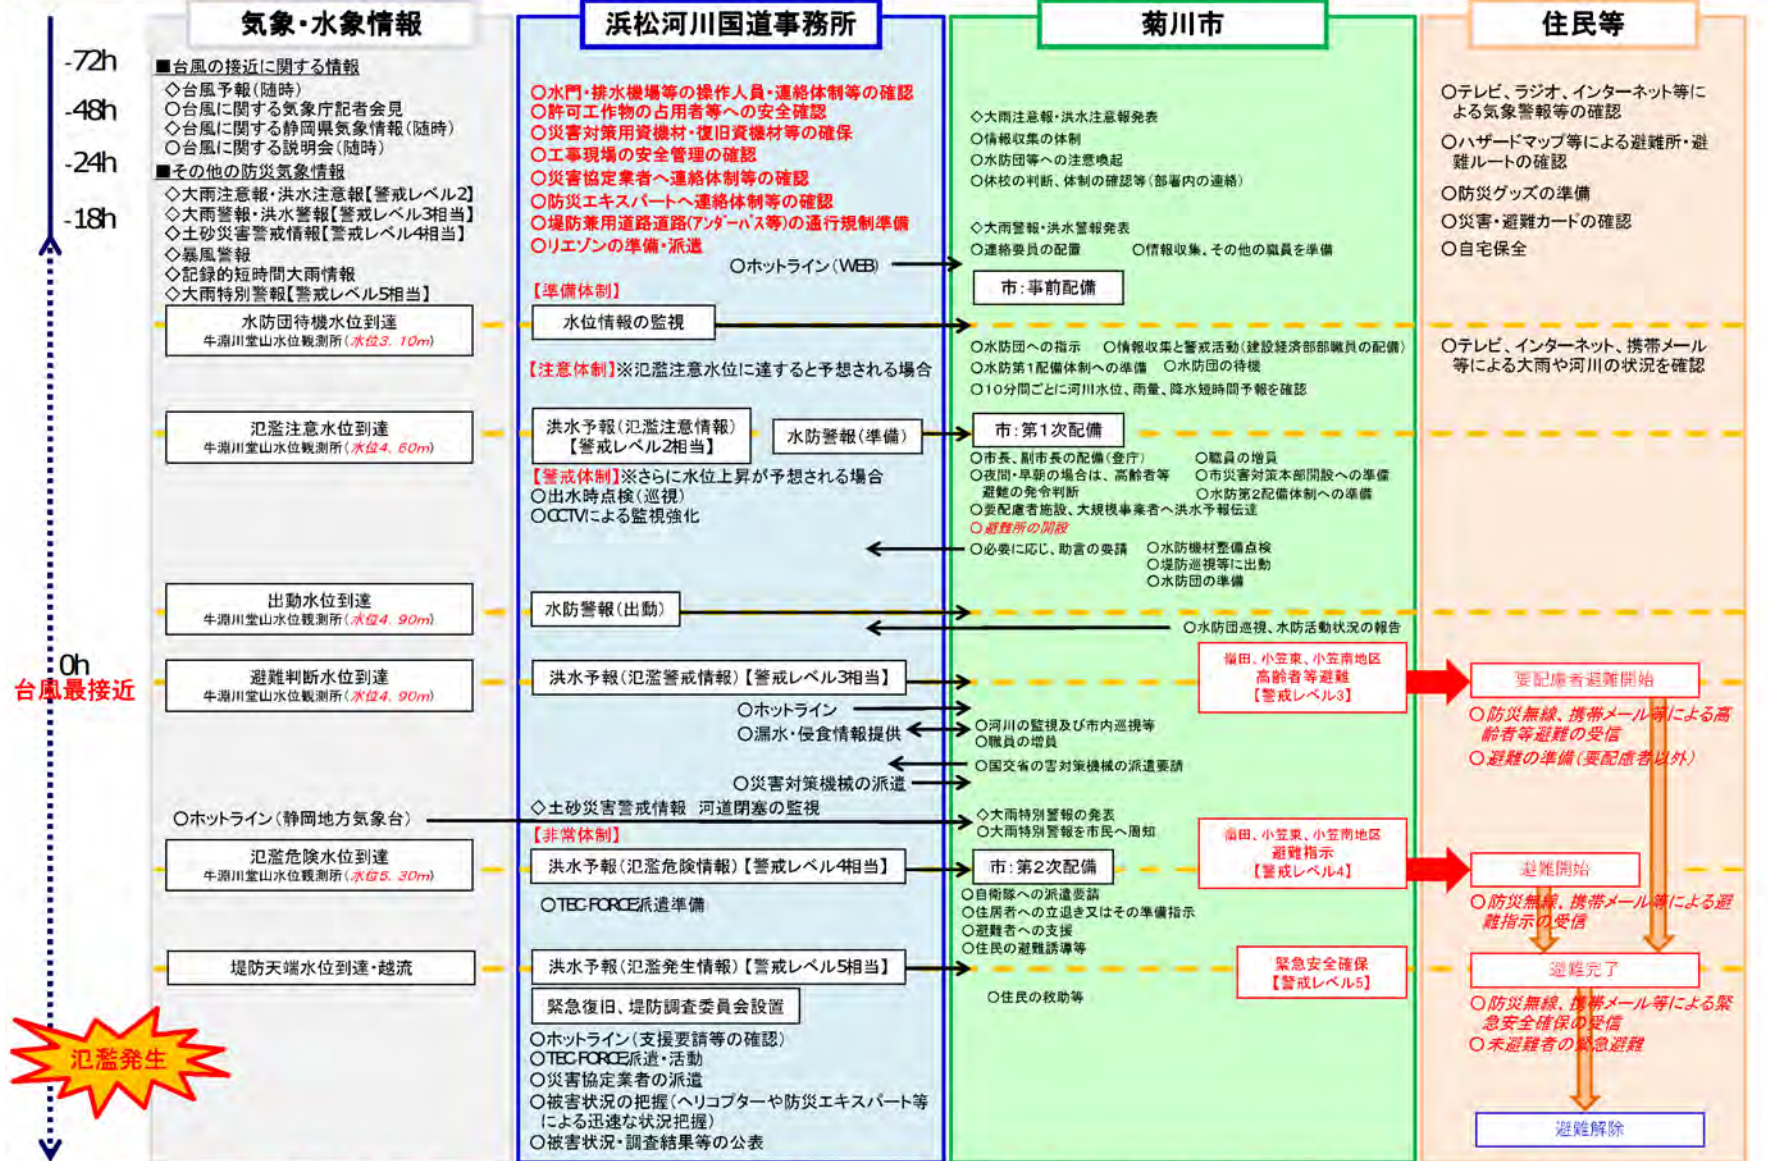 -72h
-48h
-24h
-18h
0h
台風最接近
氾濫発生
気象・水象情報
■台風の接近に関する情報
◇台風予報(随時)
○台風に関する気象庁記者会見
◇台風に関する静岡県気象情報(随時)
○台風に関する説明会(随時)
■その他の防災気象情報
◇大雨注意報・洪水注意報【警戒レベル2】
◇大雨警報・洪水警報【警戒レベル3相当】
◇土砂災害警戒情報【警戒レベル4相当】
◇暴風警報
◇記録的短時間大雨情報
◇大雨特別警報【警戒レベル5相当】
水防団待機水位到達
牛淵川堂山水位観測所(水位3.10m)
氾濫注意水位到達
牛淵川堂山水位観測所(水位4.60m)
出動水位到達
牛淵川堂山水位観測所(水位4.90m)
避難判断水位到達
牛淵川堂山水位観測所(水位4.90m)
○ホットライン(静岡地方気象台)
氾濫危険水位到達
牛淵川堂山水位観測所(水位5.30m)
堤防天端水位到達・越流
浜松河川国道事務所
○水門・排水機場等の操作人員・連絡体制等の確認
○許可工作物の占用者等への安全確認
○災害対策用資機材・復旧資機材等の確保
○工事現場の安全管理の確認
○災害協定業者へ連絡体制等の確認
○防災エキスパートへ連絡体制等の確認
○堤防兼用道路道路(アンダーパス等)の通行規制準備
○リエゾンの準備・派遣
○ホットライン(WEB)
【準備体制】
水位情報の監視
【注意体制】※氾濫注意水位に達すると予想される場合
洪水予報(氾濫注意情報)
【警戒レベル2相当】
水防警報(準備)
【警戒体制】※さらに水位上昇が予想される場合
○出水時点検(巡視)
○CCTVによる監視強化
水防警報(出動)
洪水予報(氾濫警戒情報)【警戒レベル3相当】
○ホットライン
○漏水・侵食情報提供
○災害対策機械の派遣
◇土砂災害警戒情報 河道閉塞の監視
【非常体制】
洪水予報(氾濫危険情報)【警戒レベル4相当】
○TEC-FORCE派遣準備
洪水予報(氾濫発生情報)【警戒レベル5相当】
緊急復旧、堤防調査委員会設置
○ホットライン(支援要請等の確認)
○TEC-FORCE派遣・活動
○災害協定業者の派遣
○被害状況の把握(ヘリコプターや防災エキスパート等
による迅速な状況把握)
○被害状況・調査結果等の公表
菊川市
◇大雨注意報・洪水注意報発表
○情報収集の体制
○水防団等への注意喚起
○休校の判断、体制の確認等(部署内の連絡)
◇大雨警報・洪水警報発表
○連絡要員の配置 ○情報収集、その他の職員を準備
市:事前配備
○水防団への指示 ○情報収集と警戒活動(建設経済部部職員の配備)
○水防第1配備体制への準備 ○水防団の待機
○10分間ごとに河川水位、雨量、降水短時間予報を確認
市:第1次配備
○市長、副市長の配備(登庁) ○職員の増員
○夜間・早朝の場合は、高齢者等 ○市災害対策本部開設への準備
避難の発令判断 ○水防第2配備体制への準備
○要配慮者施設、大規模事業者へ洪水予報伝達
○避難所の開設
○必要に応じ、助言の要請 ○水防機材整備点検
○堤防巡視等に出動
○水防団の準備
○水防団巡視、水防活動状況の報告
嶺田、小笠東、小笠南地区
高齢者等避難
【警戒レベル3】
○河川の監視及び市内巡視等
○職員の増員
○国交省の害対策機械の派遣要請
◇大雨特別警報の発表
○大雨特別警報を市民へ周知
嶺田、小笠東、小笠南地区
避難指示
【警戒レベル4】
市:第2次配備
○自衛隊への派遣要請
○住居者への立退き又はその準備指示
○避難者への支援
○住民の避難誘導等
緊急安全確保
【警戒レベル5】
○住民の救助等
住民等
○テレビ、ラジオ、インターネット等に
よる気象警報等の確認
○ハザードマップ等による避難所・避
難ルートの確認
○防災グッズの準備
○災害・避難カードの確認
○自宅保全
○テレビ、インターネット、携帯メール
等による大雨や河川の状況を確認
要配慮者避難開始
○防災無線、携帯メール等による高
齢者等避難の受信
○避難の準備(要配慮者以外)
避難開始
○防災無線、携帯メール等による避
難指示の受信
避難完了
○防災無線、携帯メール等による緊
急安全確保の受信
○未避難者の緊急避難
避難解除